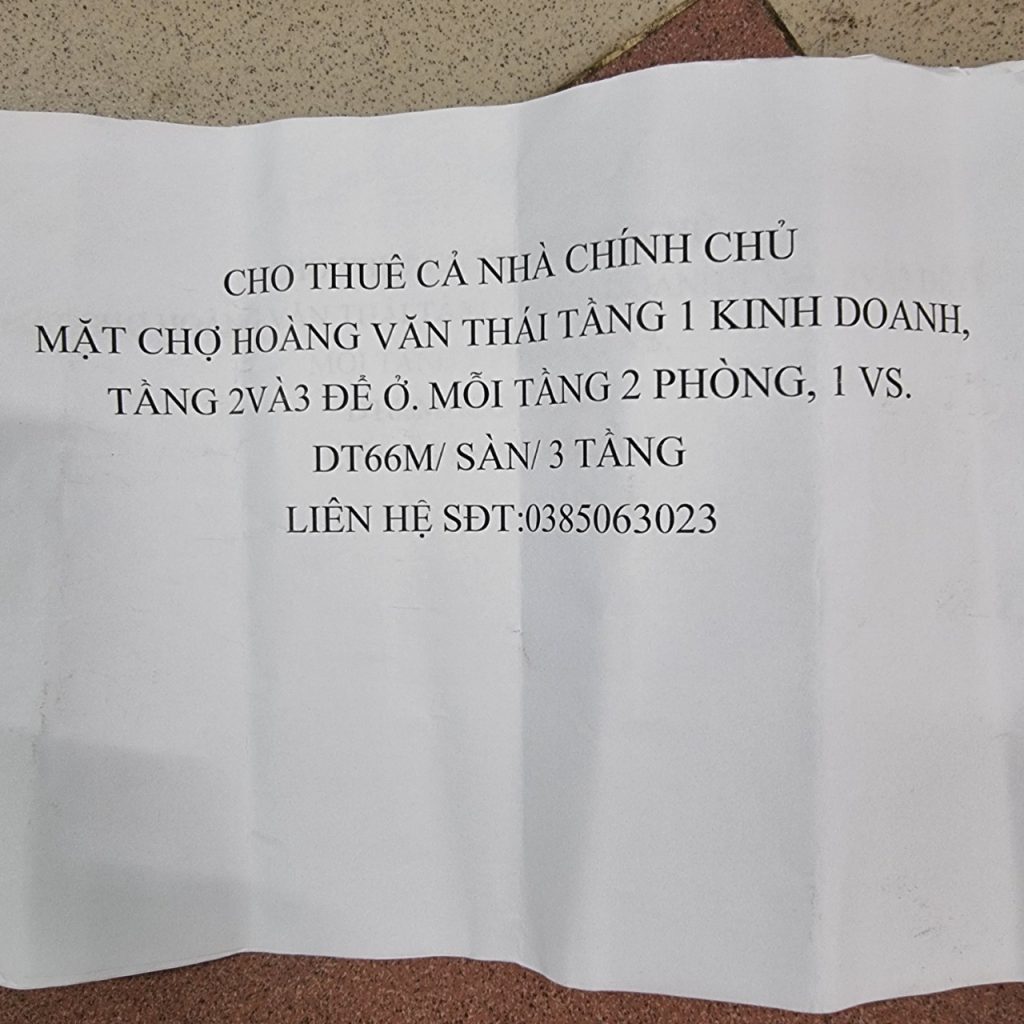 CHO THUÊ CẢ NHÀ CHÍNH CHỦ
MẶT CHỢ HOÀNG VĂN THÁI TẦNG 1 KINH DOANH,
TẦNG 2VÀ3 ĐỂ Ở. MỖI TẦNG 2 PHÒNG, 1 VS.
DT66M/ SÀN/ 3 TẦNG
LIÊN HỆ SĐT:0385063023